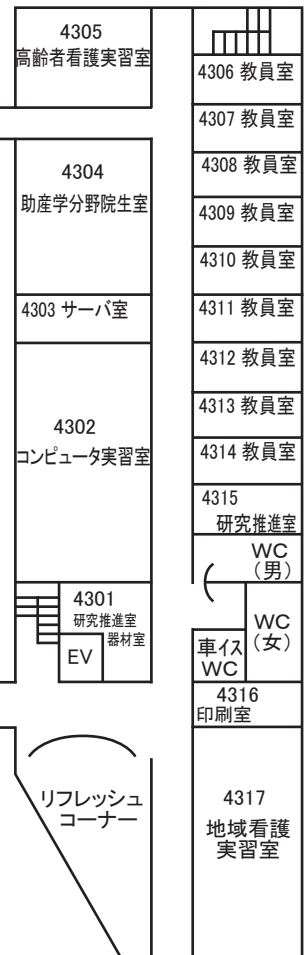 4305
高齢者看護実習室
4304
助産学分野院生室
4303 サーバ室
4302
コンピュータ実習室
4301
研究推進室
器材室
EV
リフレッシュ
コーナー
4306 教員室
4307 教員室
4308 教員室
4309 教員室
4310 教員室
4311 教員室
4312 教員室
4313 教員室
4314 教員室
4315
研究推進室
WC
(男)
WC
(女)
車イス
WC
4316
印刷室
4317
地域看護
実習室